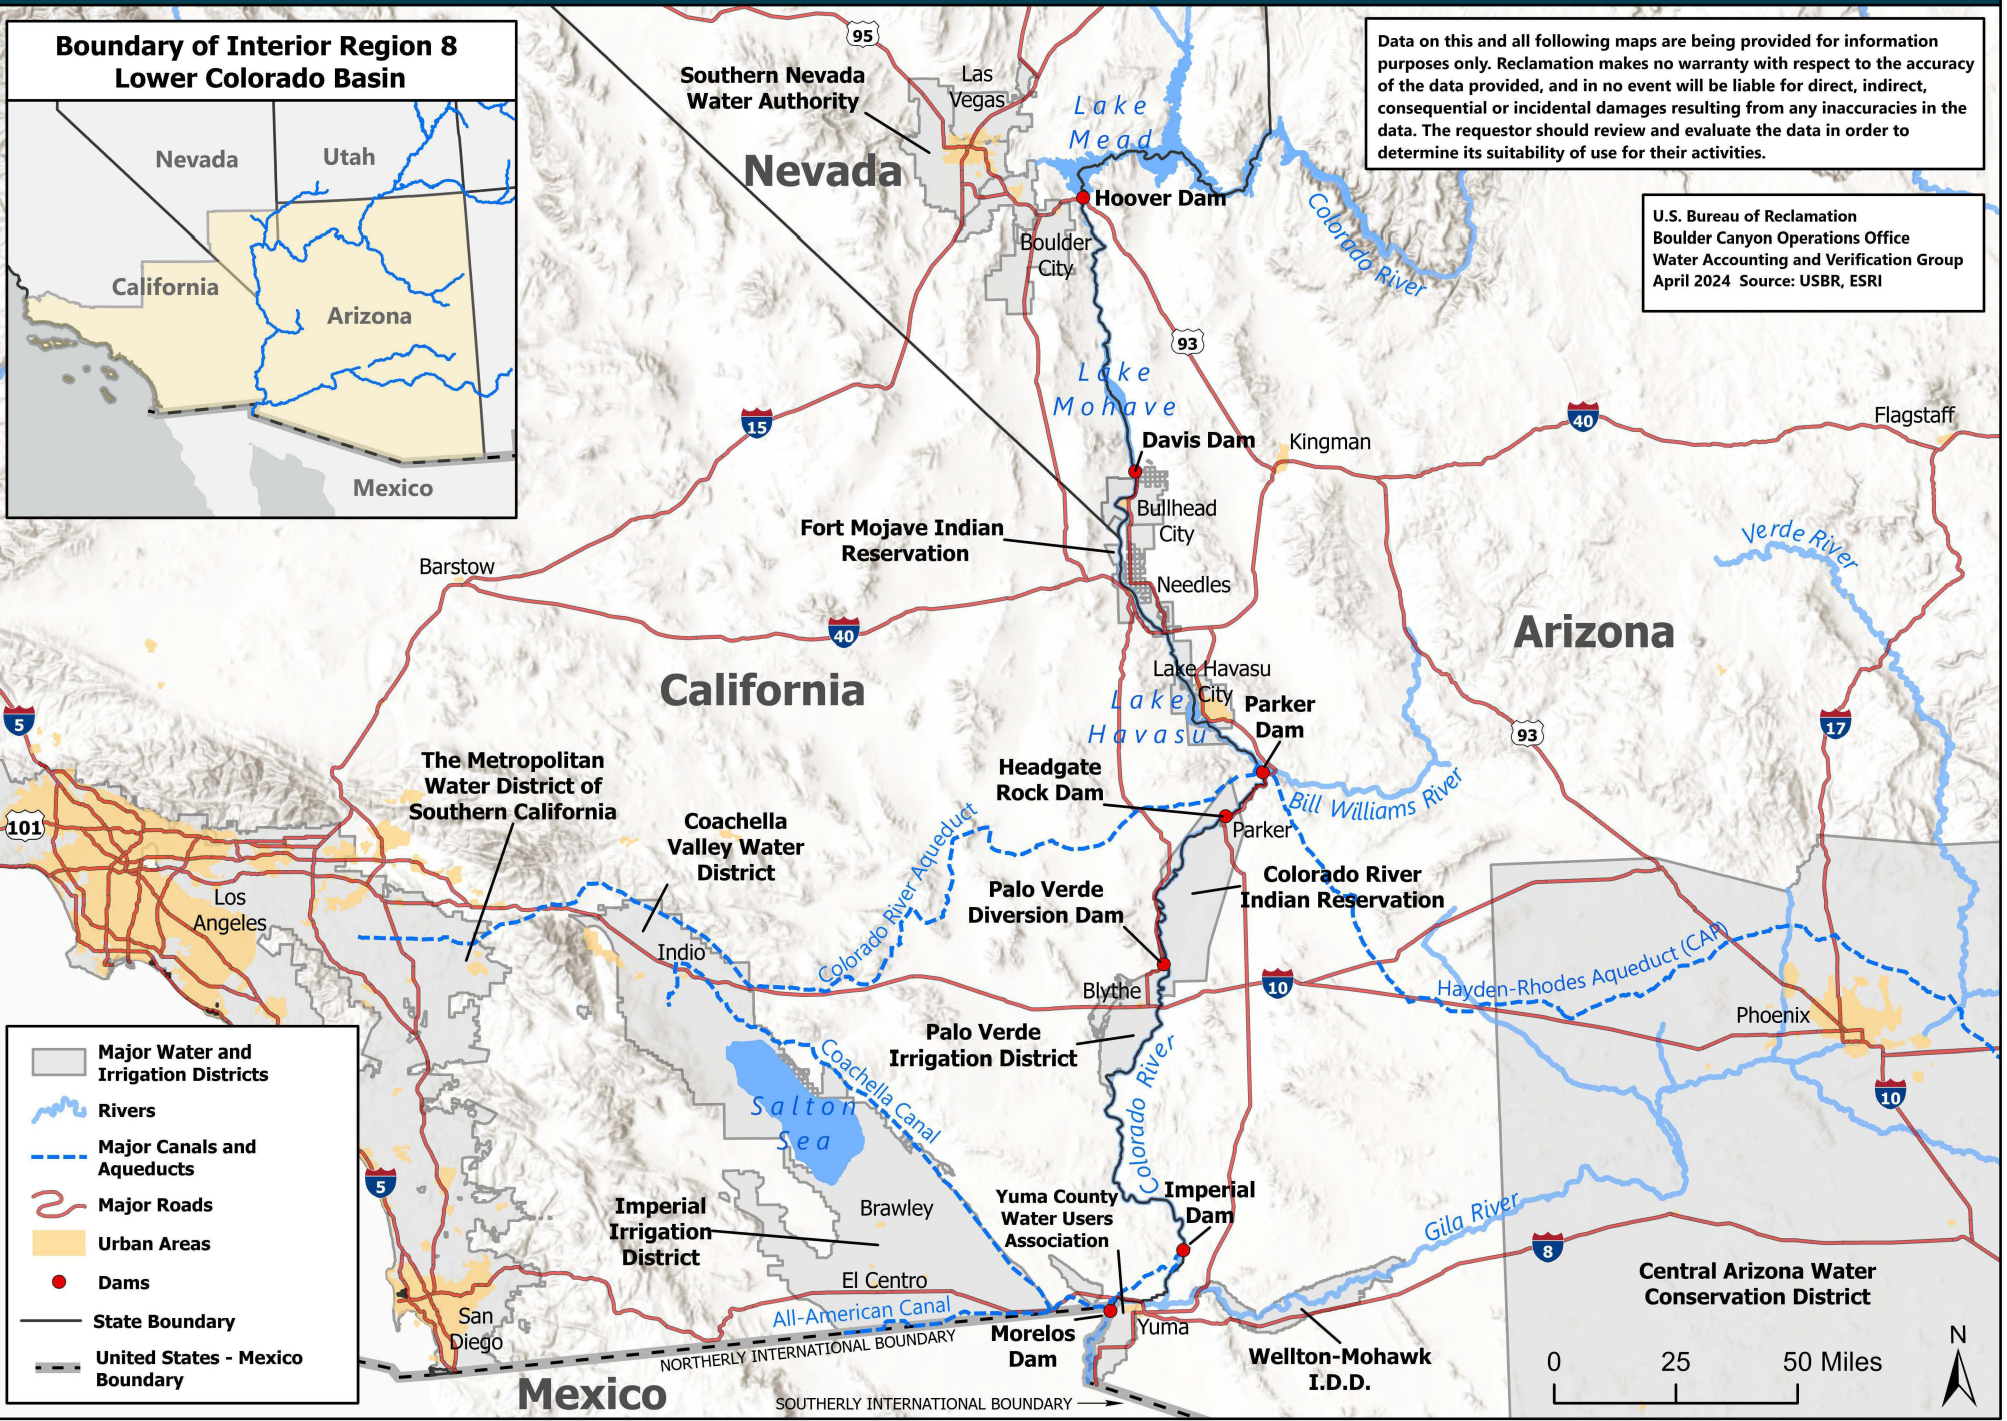 Boundary of Interior Region 8
Lower Colorado Basin
Nevada
Utah
California
Arizona
Mexico
Data on this and all following maps are being provided for information
purposes only. Reclamation makes no warranty with respect to the accuracy
of the data provided, and in no event will be liable for direct, indirect,
consequential or incidental damages resulting from any inaccuracies in the
data. The requestor should review and evaluate the data in order to
determine its suitability of use for their activities.
U.S. Bureau of Reclamation
Boulder Canyon Operations Office
Water Accounting and Verification Group
April 2024 Source: USBR, ESRI
95
Southern Nevada
Water Authority
Las
Vegas
Lake
Mead
Nevada
Hoover Dam
Boulder
City
Colorado River
93
Lake
Mohave
15
Davis Dam
Kingman
40
Flagstaff
Bullhead
City
Fort Mojave Indian
Reservation
Verde River
Barstow
Needles
40
Arizona
California
Lake Havasu
City
Lake
Havasu
Parker
Dam
5
93
17
The Metropolitan
Water District of
Southern California
Headgate
Rock Dam
Bill Williams River
101
Coachella
Valley Water
District
Parker
Colorado River Aqueduct
Los
Angeles
Palo Verde
Diversion Dam
Colorado River
Indian Reservation
Indio
Blythe
10
Hayden-Rhodes Aqueduct (CAP)
Phoenix
Palo Verde
Irrigation District
Colorado River
Coachella Canal
Salton
Sea
10
5
Imperial
Irrigation
District
Brawley
Yuma County
Water Users
Association
Imperial
Dam
Gila River
8
El Centro
All-American Canal
San
Diego
Morelos
Dam
Yuma
Wellton-Mohawk
I.D.D.
Central Arizona Water
Conservation District
NORTHERLY INTERNATIONAL BOUNDARY
Mexico
SOUTHERLY INTERNATIONAL BOUNDARY
Major Water and
Irrigation Districts
Rivers
Major Canals and
Aqueducts
Major Roads
Urban Areas
Dams
State Boundary
United States - Mexico
Boundary
N
0 25 50 Miles